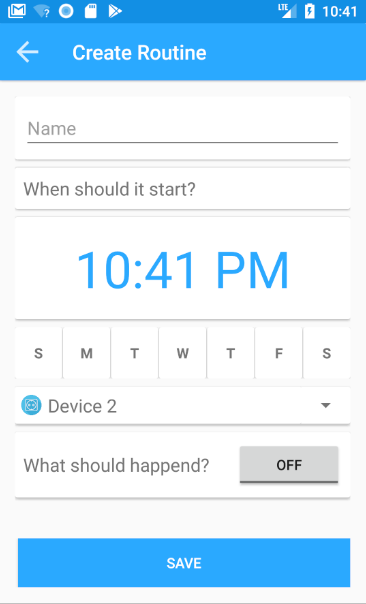 LTE 10:41
Create Routine
Name
When should it start?
10:41 PM
S M T W T F S
Device 2
What should happend? OFF
SAVE